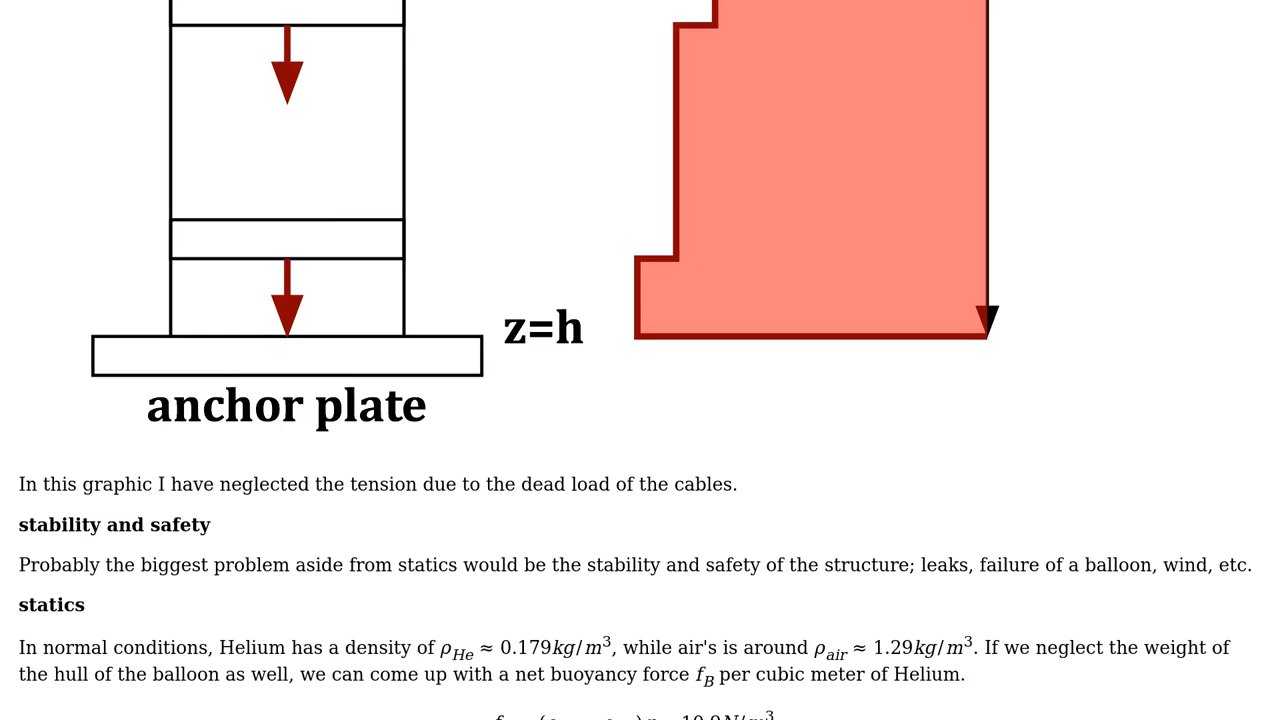 z=h
anchor plate
In this graphic I have neglected the tension due to the dead load of the cables.
stability and safety
Probably the biggest problem aside from statics would be the stability and safety of the structure; leaks, failure of a balloon, wind, etc.
statics
In normal conditions, Helium has a density of ρ_He ≈ 0.179kg/m³, while air's is around ρ_air ≈ 1.29kg/m³. If we neglect the weight of
the hull of the balloon as well, we can come up with a net buoyancy force f_B per cubic meter of Helium.